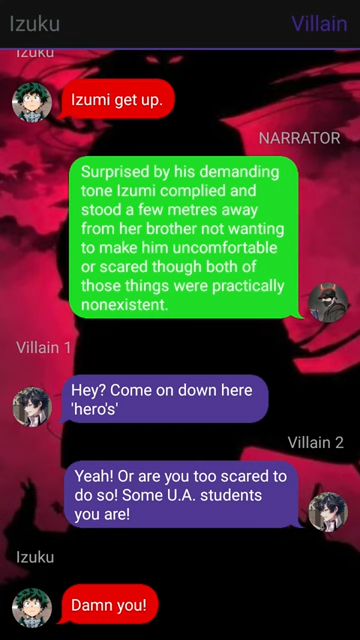 Izuku
Villain
Izuku
Izumi get up.
NARRATOR
Surprised by his demanding
tone Izumi complied and
stood a few metres away
from her brother not wanting
to make him uncomfortable
or scared though both of
those things were practically
nonexistent.
Villain 1
Hey? Come on down here
'hero's'
Villain 2
Yeah! Or are you too scared to
do so! Some U.A. students
you are!
Izuku
Damn you!